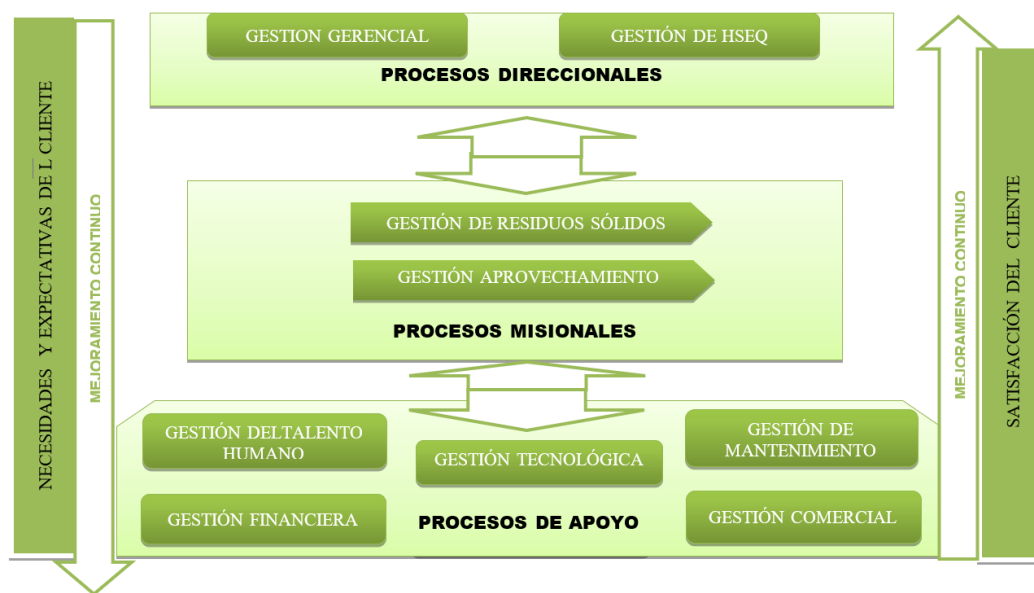 NECESIDADES Y EXPECTATIVAS DE L CLIENTE
MEJORAMIENTO CONTINUO
GESTION GERENCIAL
GESTIÓN DE HSEQ
PROCESOS DIRECCIONALES
GESTIÓN DE RESIDUOS SÓLIDOS
GESTIÓN APROVECHAMIENTO
PROCESOS MISIONALES
GESTIÓN DELTALENTO
HUMANO
GESTIÓN TECNOLÓGICA
GESTIÓN DE
MANTENIMIENTO
GESTIÓN FINANCIERA
PROCESOS DE APOYO
GESTIÓN COMERCIAL
MEJORAMIENTO CONTINUO
SATISFACCIÓN DEL CLIENTE